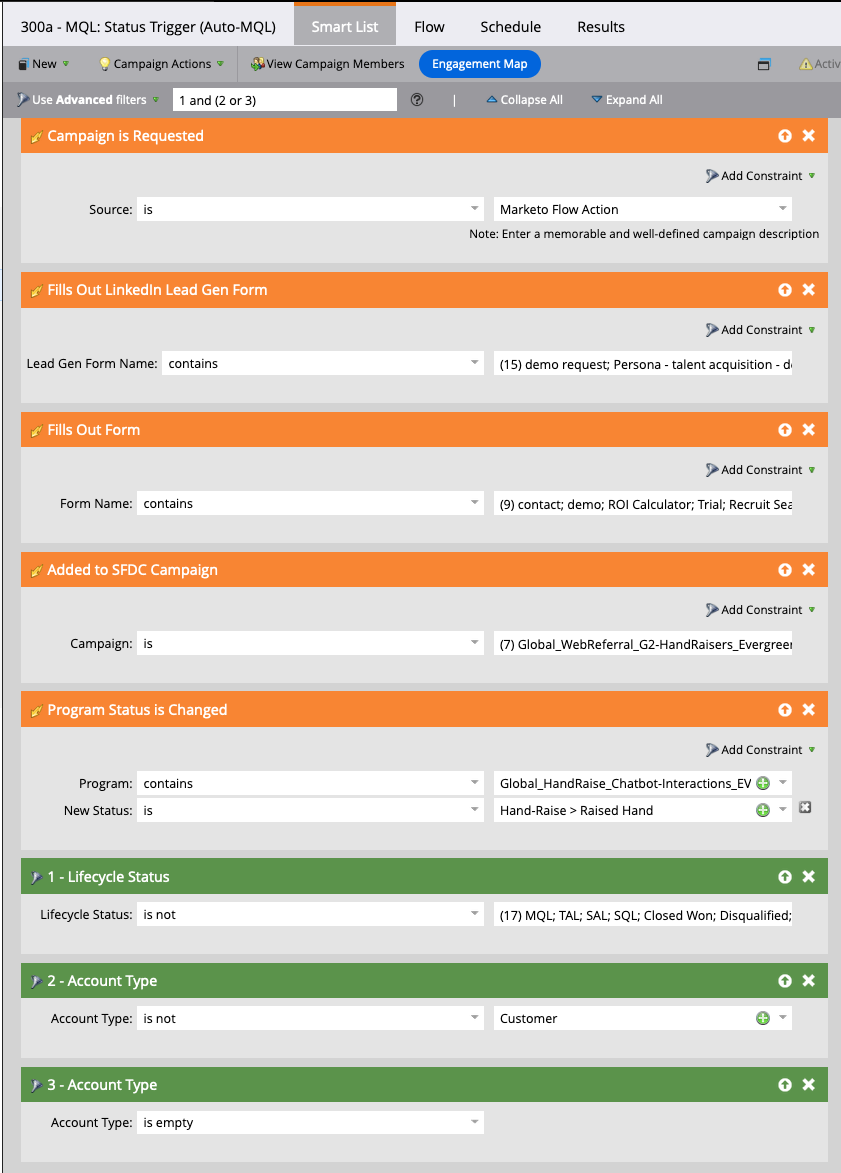 300a - MQL: Status Trigger (Auto-MQL) Smart List Flow Schedule Results
New Campaign Actions View Campaign Members Engagement Map Activ
Use Advanced filters 1 and (2 or 3) ? | Collapse All Expand All
Campaign is Requested
Add Constraint
Source: is Marketo Flow Action
Note: Enter a memorable and well-defined campaign description
Fills Out LinkedIn Lead Gen Form
Add Constraint
Lead Gen Form Name: contains (15) demo request; Persona - talent acquisition - de
Fills Out Form
Add Constraint
Form Name: contains (9) contact; demo; ROI Calculator; Trial; Recruit Sea
Added to SFDC Campaign
Add Constraint
Campaign: is (7) Global_WebReferral_G2-HandRaisers_Evergreen
Program Status is Changed
Add Constraint
Program: contains Global_HandRaise_Chatbot-Interactions_EV
New Status: is Hand-Raise > Raised Hand
1 - Lifecycle Status
Lifecycle Status: is not (17) MQL; TAL; SAL; SQL; Closed Won; Disqualified;
2 - Account Type
Account Type: is not Customer
3 - Account Type
Account Type: is empty